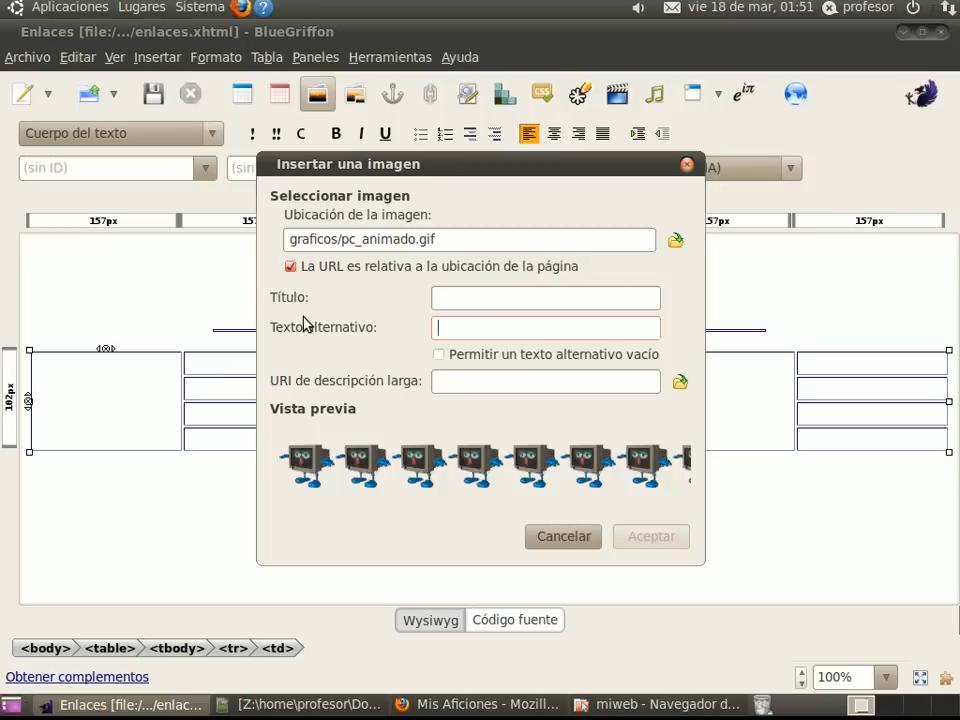 Aplicaciones Lugares Sistema ? vie 18 de mar, 01:51 profesor
Enlaces [file:/.../enlaces.xhtml] - BlueGriffon
Archivo Editar Ver Insertar Formato Tabla Paneles Herramientas Ayuda
CSS
Cuerpo del texto ! !! C B I U
(sin ID) (sin A)
Insertar una imagen
Seleccionar imagen
Ubicación de la imagen:
157px 15 57px 157px
graficos/pc_animado.gif
La URL es relativa a la ubicación de la página
Título:
Texto alternativo:
Permitir un texto alternativo vacío
URI de descripción larga:
102px
Vista previa
Cancelar Aceptar
Wysiwyg Código fuente
<body> <table> <tbody> <tr> <td>
Obtener complementos 100%
Enlaces [file:/.../enlac... [Z:\home\profesor\Do... Mis Aficiones - Mozill... miweb - Navegador d...